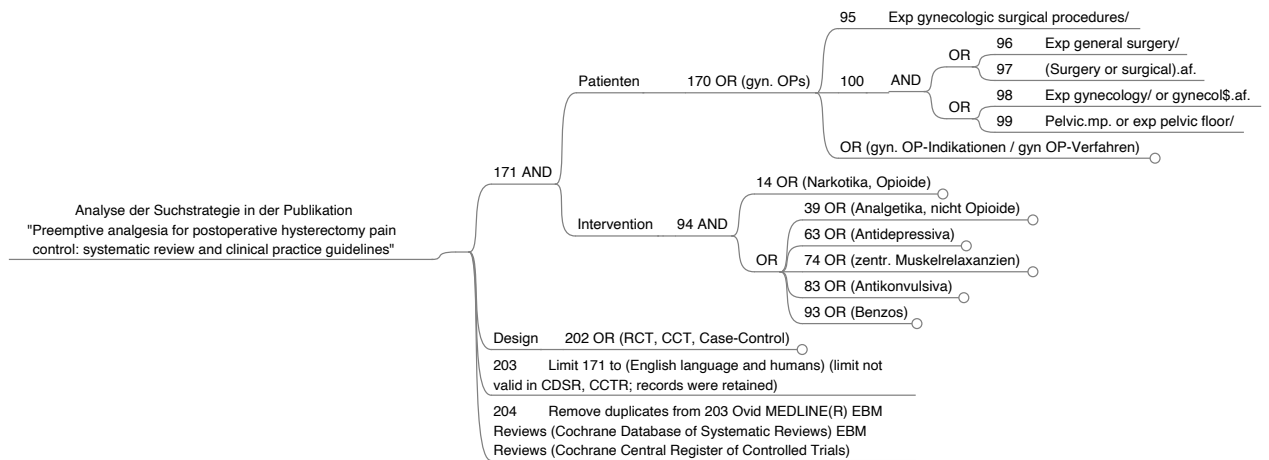 Analyse der Suchstrategie in der Publikation
"Preemptive analgesia for postoperative hysterectomy pain
control: systematic review and clinical practice guidelines"
171 AND
Patienten
170 OR (gyn. OPs)
95 Exp gynecologic surgical procedures/
100 AND
OR
96 Exp general surgery/
97 (Surgery or surgical).af.
OR
98 Exp gynecology/ or gynecol$.af.
99 Pelvic.mp. or exp pelvic floor/
OR (gyn. OP-Indikationen / gyn OP-Verfahren)
Intervention
94 AND
14 OR (Narkotika, Opioide)
OR
39 OR (Analgetika, nicht Opioide)
63 OR (Antidepressiva)
74 OR (zentr. Muskelrelaxanzien)
83 OR (Antikonvulsiva)
93 OR (Benzos)
Design 202 OR (RCT, CCT, Case-Control)
203 Limit 171 to (English language and humans) (limit not
valid in CDSR, CCTR; records were retained)
204 Remove duplicates from 203 Ovid MEDLINE(R) EBM
Reviews (Cochrane Database of Systematic Reviews) EBM
Reviews (Cochrane Central Register of Controlled Trials)